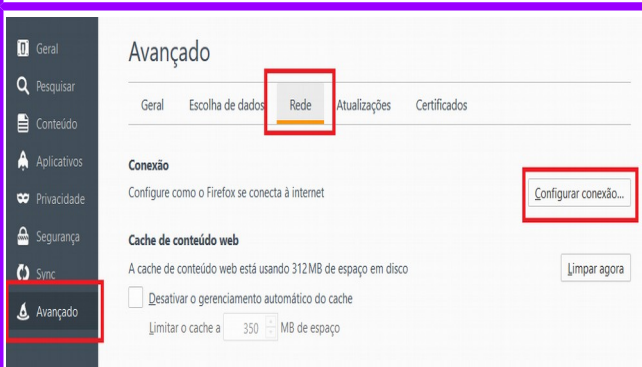 Geral
Pesquisar
Conteúdo
Aplicativos
Privacidade
Segurança
Sync
Avançado
Avançado
Geral Escolha de dados Rede Atualizações Certificados
Conexão
Configure como o Firefox se conecta à internet Configurar conexão...
Cache de conteúdo web
A cache de conteúdo web está usando 312 MB de espaço em disco Limpar agora
Desativar o gerenciamento automático do cache
Limitar o cache a 350 MB de espaço